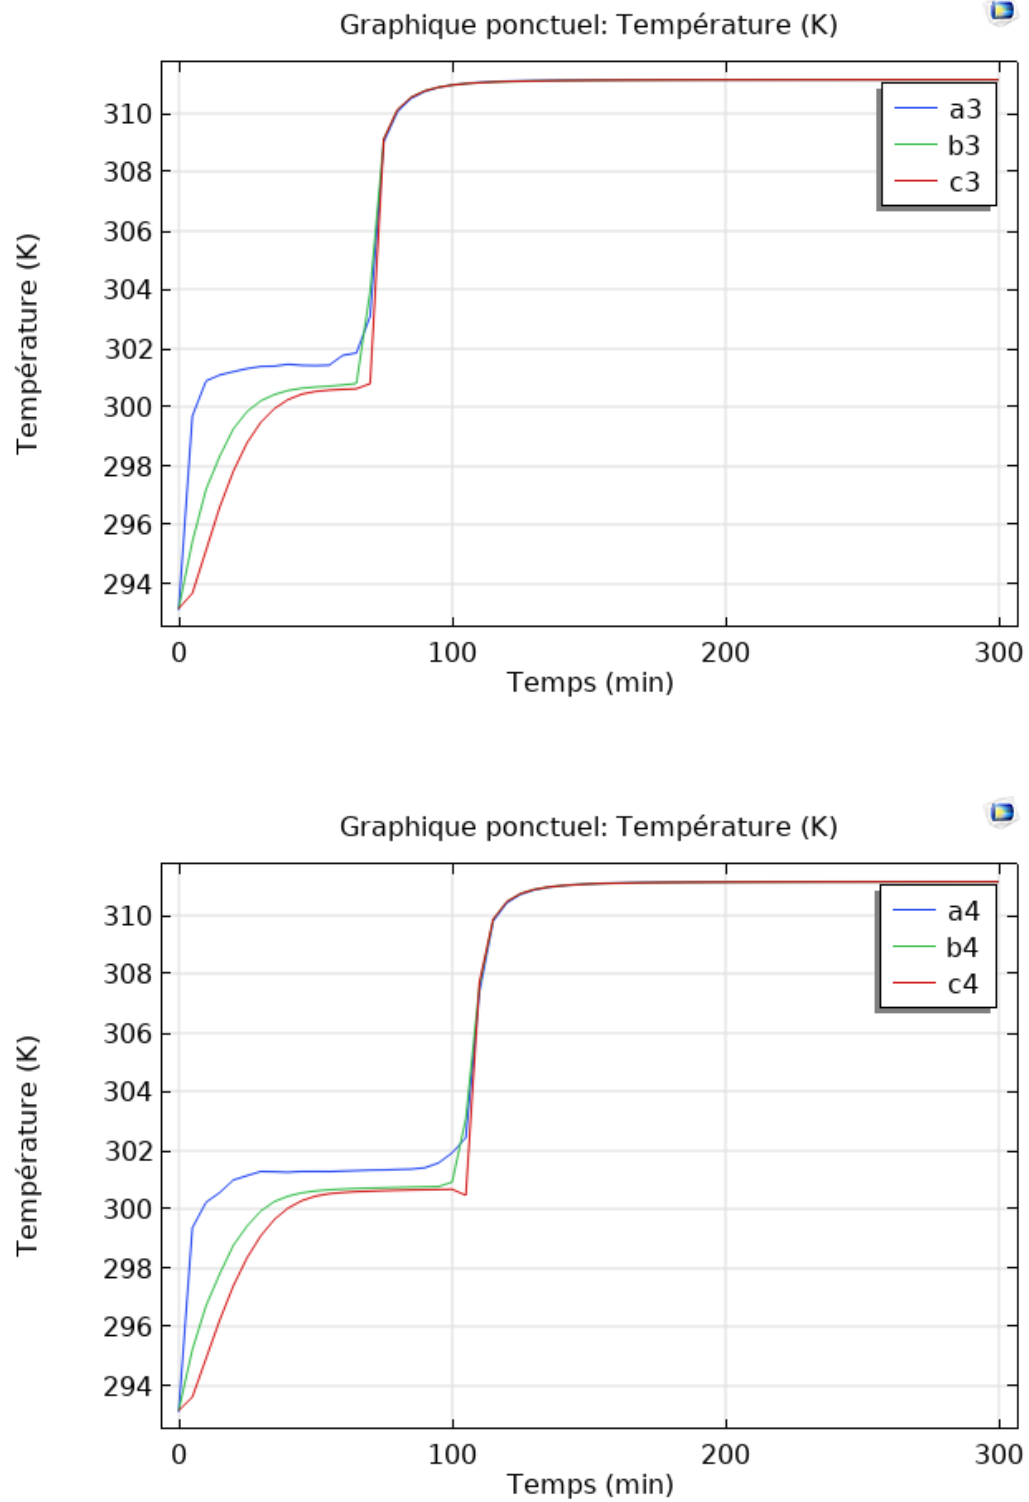 Graphique ponctuel: Température (K)
310
308
306
304
302
300
298
296
294
Température (K)
a3
b3
c3
0 100 200 300
Temps (min)
Graphique ponctuel: Température (K)
310
308
306
304
302
300
298
296
294
Température (K)
a4
b4
c4
0 100 200 300
Temps (min)